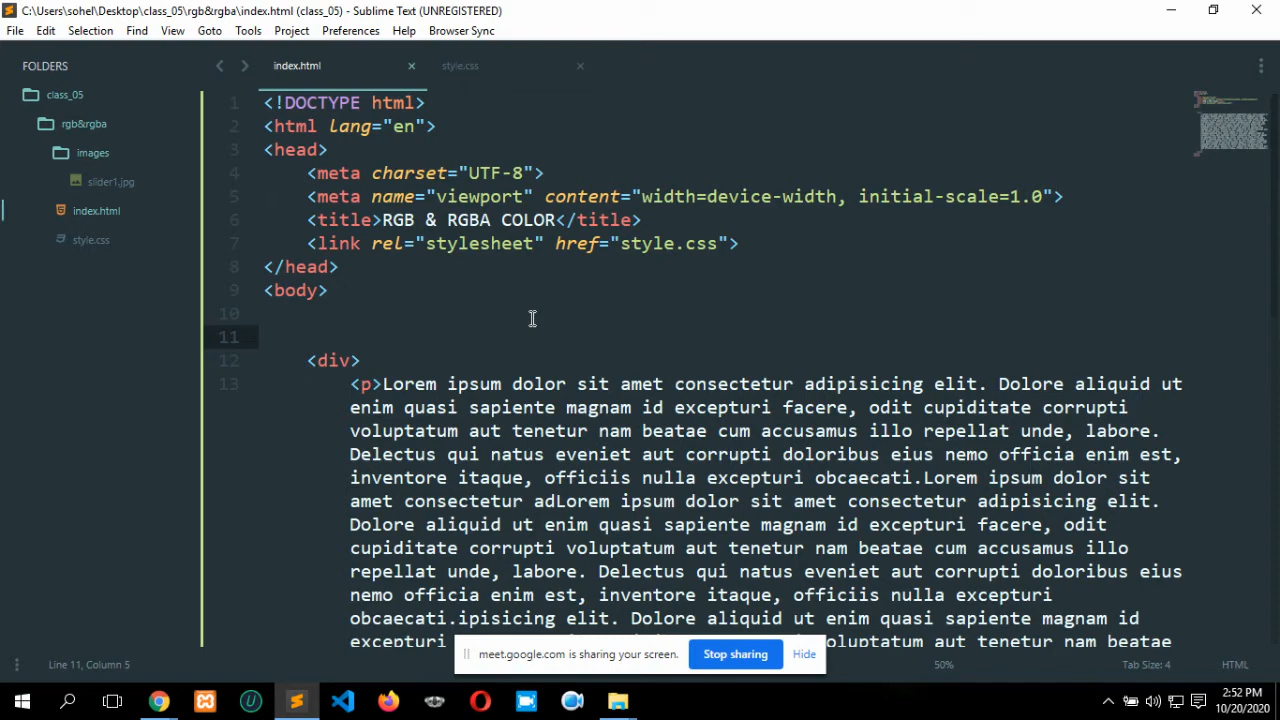 C:\Users\sohel\Desktop\class_05\rgb&rgba\index.html (class_05) - Sublime Text (UNREGISTERED)
File Edit Selection Find View Goto Tools Project Preferences Help Browser Sync
FOLDERS
class_05
rgb&rgba
images
slider1.jpg
index.html
style.css
index.html style.css
1 <!DOCTYPE html>
2 <html lang="en">
3 <head>
4 <meta charset="UTF-8">
5 <meta name="viewport" content="width=device-width, initial-scale=1.0">
6 <title>RGB & RGBA COLOR</title>
7 <link rel="stylesheet" href="style.css">
8 </head>
9 <body>
10
11
12 <div>
13 <p>Lorem ipsum dolor sit amet consectetur adipisicing elit. Dolore aliquid ut
enim quasi sapiente magnam id excepturi facere, odit cupiditate corrupti
voluptatum aut tenetur nam beatae cum accusamus illo repellat unde, labore.
Delectus qui natus eveniet aut corrupti doloribus eius nemo officia enim est,
inventore itaque, officiis nulla excepturi obcaecati.Lorem ipsum dolor sit
amet consectetur adLorem ipsum dolor sit amet consectetur adipisicing elit.
Dolore aliquid ut enim quasi sapiente magnam id excepturi facere, odit
cupiditate corrupti voluptatum aut tenetur nam beatae cum accusamus illo
repellat unde, labore. Delectus qui natus eveniet aut corrupti doloribus eius
nemo officia enim est, inventore itaque, officiis nulla excepturi
obcaecati.ipisicing elit. Dolore aliquid ut enim quasi sapiente magnam id
excepturi voluptatum aut tenetur nam beatae
meet.google.com is sharing your screen. Stop sharing Hide
Line 11, Column 5 50% Tab Size: 4 HTML
2:52 PM
10/20/2020